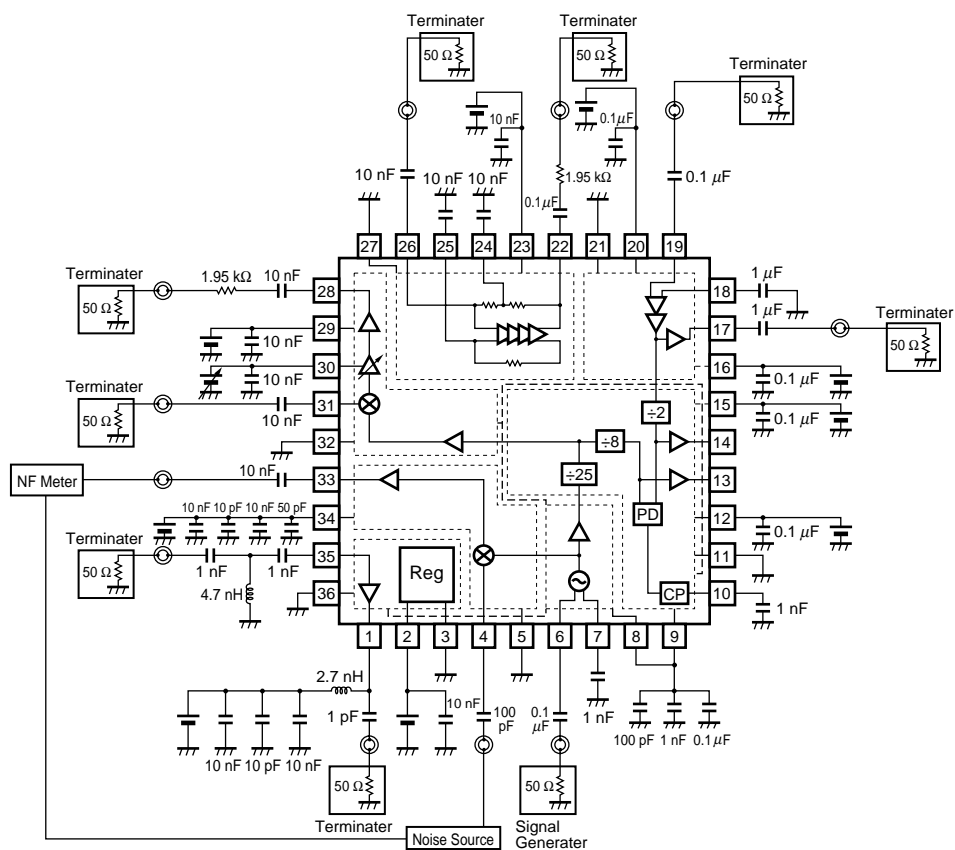 Terminater
50 Ω
Terminater
50 Ω
Terminater
50 Ω
10 nF
0.1 µF
10 nF
10 nF
10 nF
1.95 kΩ
0.1 µF
0.1 µF
27
26
25
24
23
22
21
20
19
Terminater
50 Ω
1.95 kΩ
10 nF
28
18
1 µF
29
10 nF
17
1 µF
Terminater
50 Ω
30
10 nF
16
0.1 µF
Terminater
50 Ω
10 nF
31
15
0.1 µF
÷2
32
÷8
14
NF Meter
10 nF
33
÷25
13
10 nF
10 pF
10 nF
50 pF
34
PD
12
0.1 µF
Terminater
50 Ω
1 nF
1 nF
35
11
4.7 nH
36
Reg
CP
10
1 nF
1
2
3
4
5
6
7
8
9
2.7 nH
1 pF
10 nF
100 pF
0.1 µF
1 nF
10 nF
10 pF
10 nF
100 pF
1 nF
0.1 µF
50 Ω
Terminater
Noise Source
50 Ω
Signal
Generater